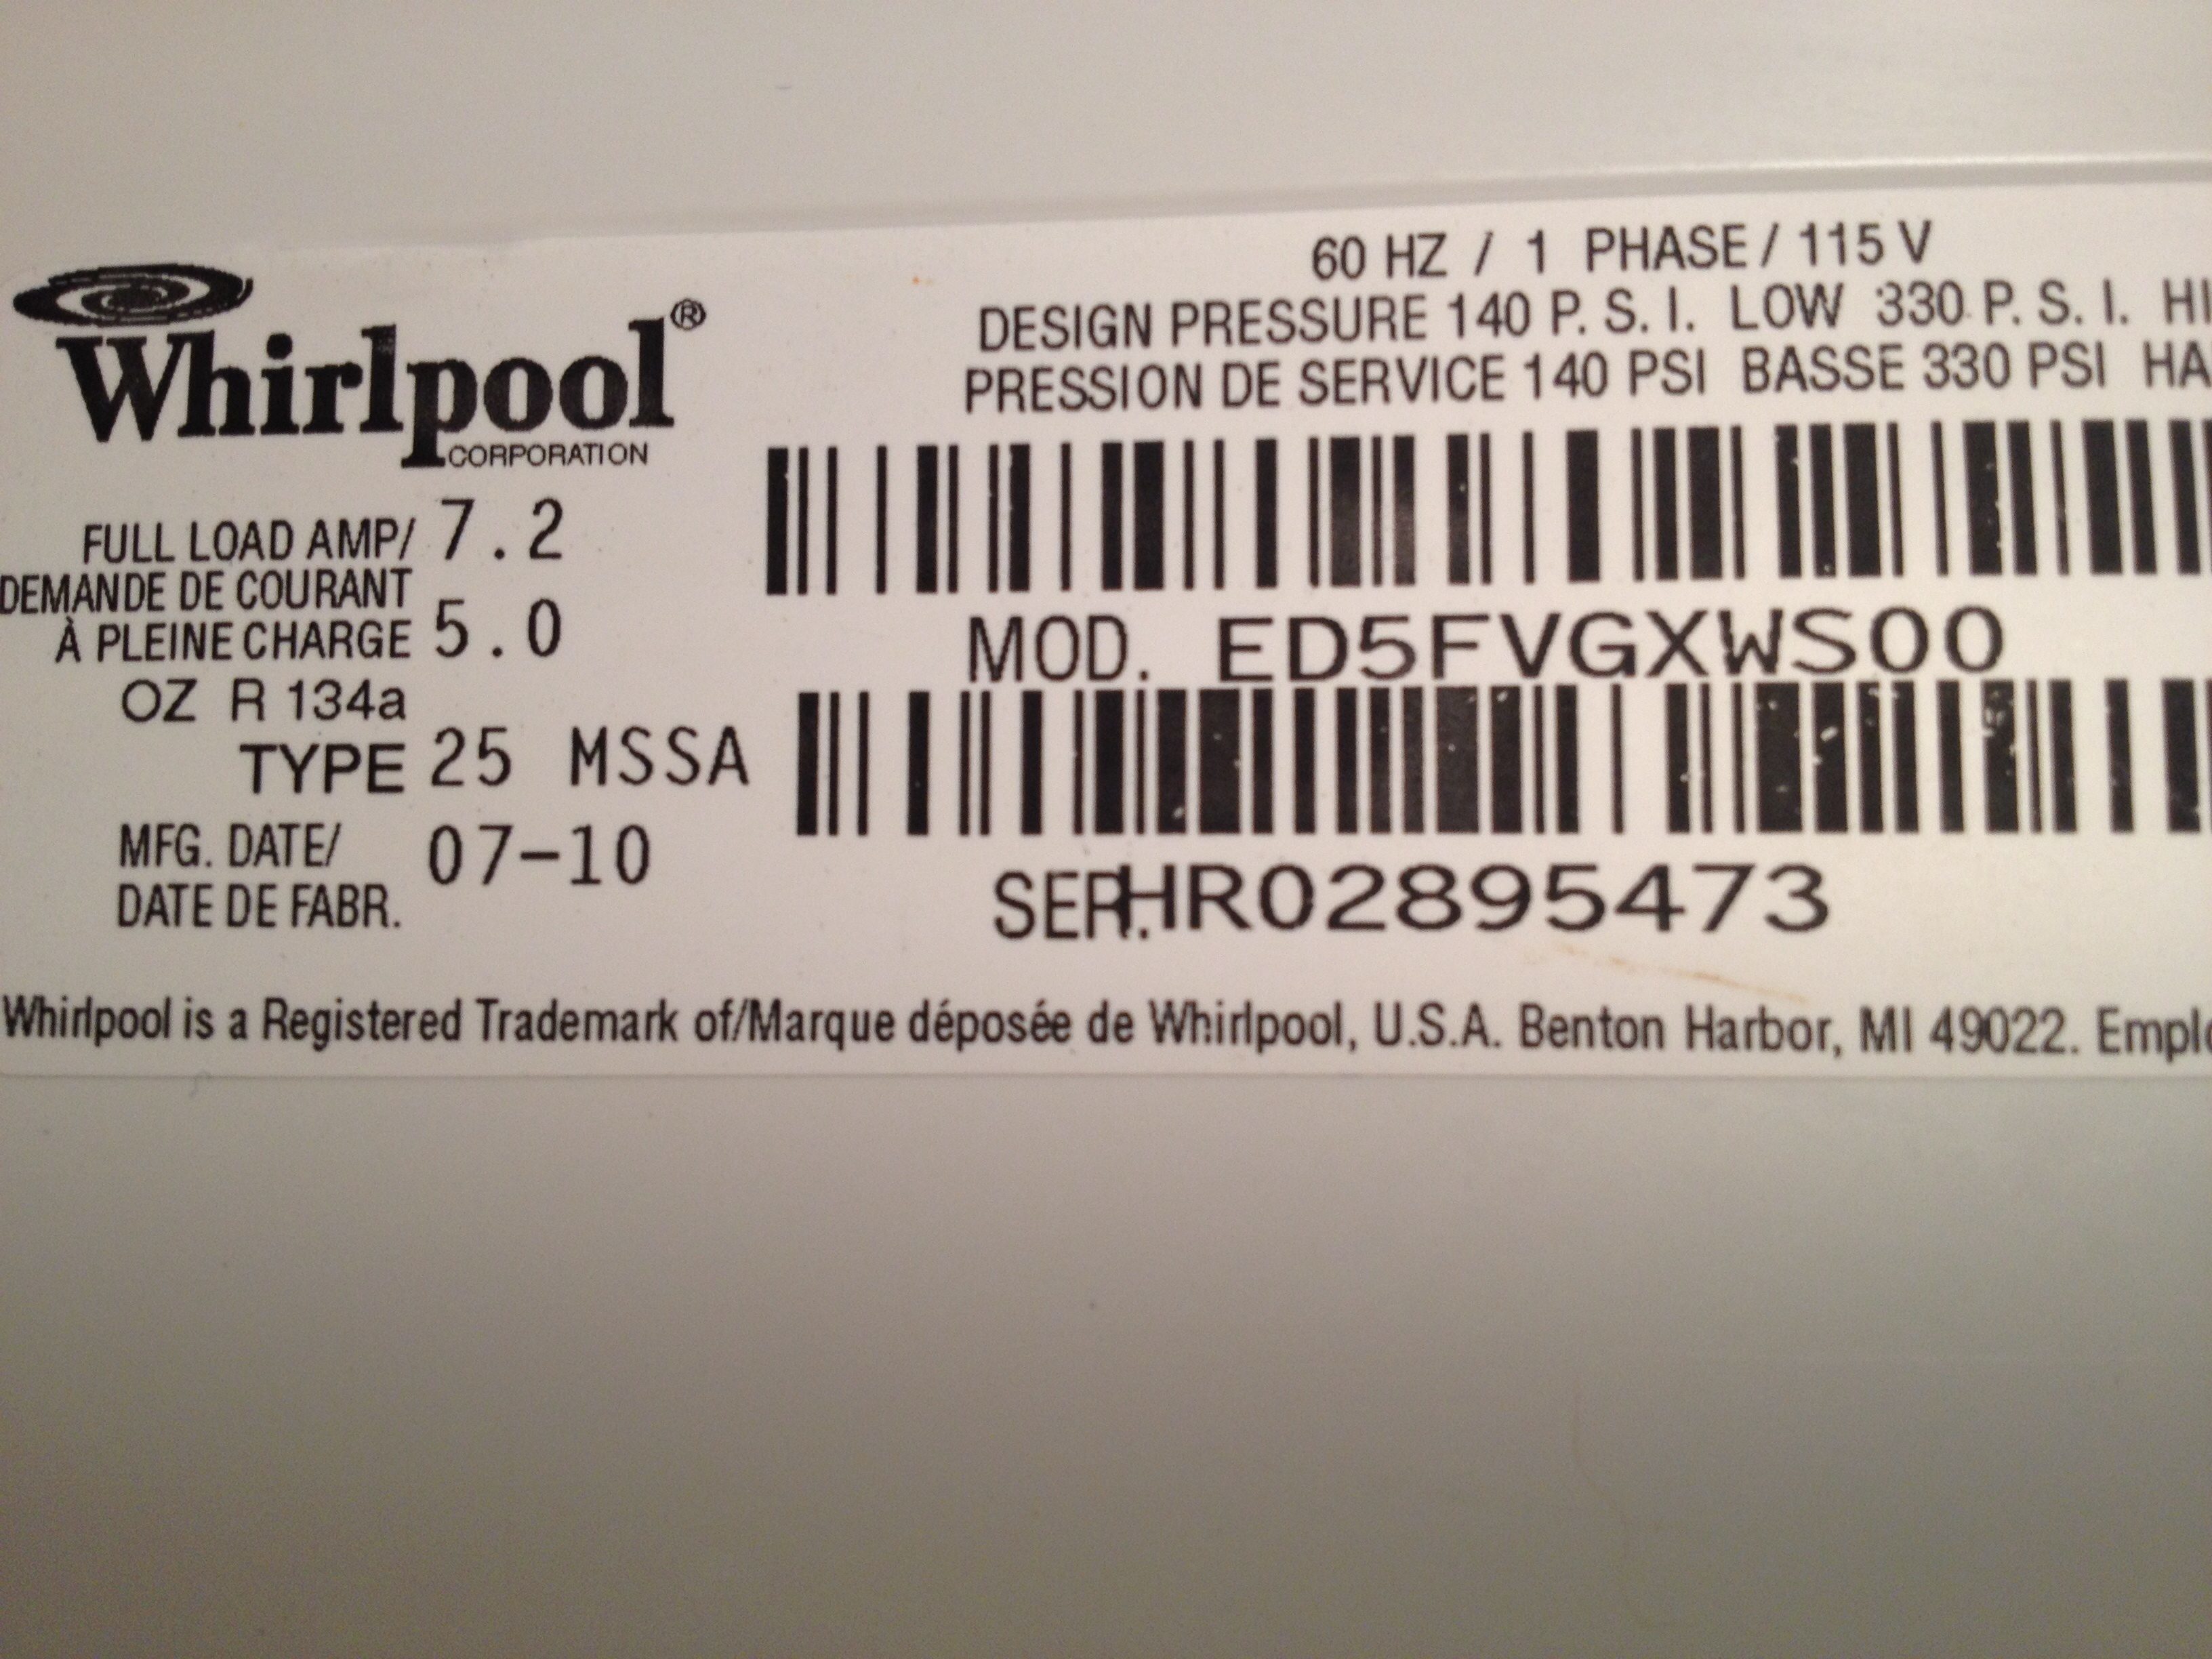 Whirlpool®
CORPORATION
60 HZ / 1 PHASE / 115 V
DESIGN PRESSURE 140 P. S. I. LOW 330 P. S. I. HI
PRESSION DE SERVICE 140 PSI BASSE 330 PSI HA
FULL LOAD AMP/ 7.2
DEMANDE DE COURANT
À PLEINE CHARGE 5.0
OZ R 134a
TYPE 25 MSSA
MFG. DATE/ 07-10
DATE DE FABR.
MOD. ED5FVGXWS00
SER. HR02895473
Whirlpool is a Registered Trademark of/Marque déposée de Whirlpool, U.S.A. Benton Harbor, MI 49022. Emplo